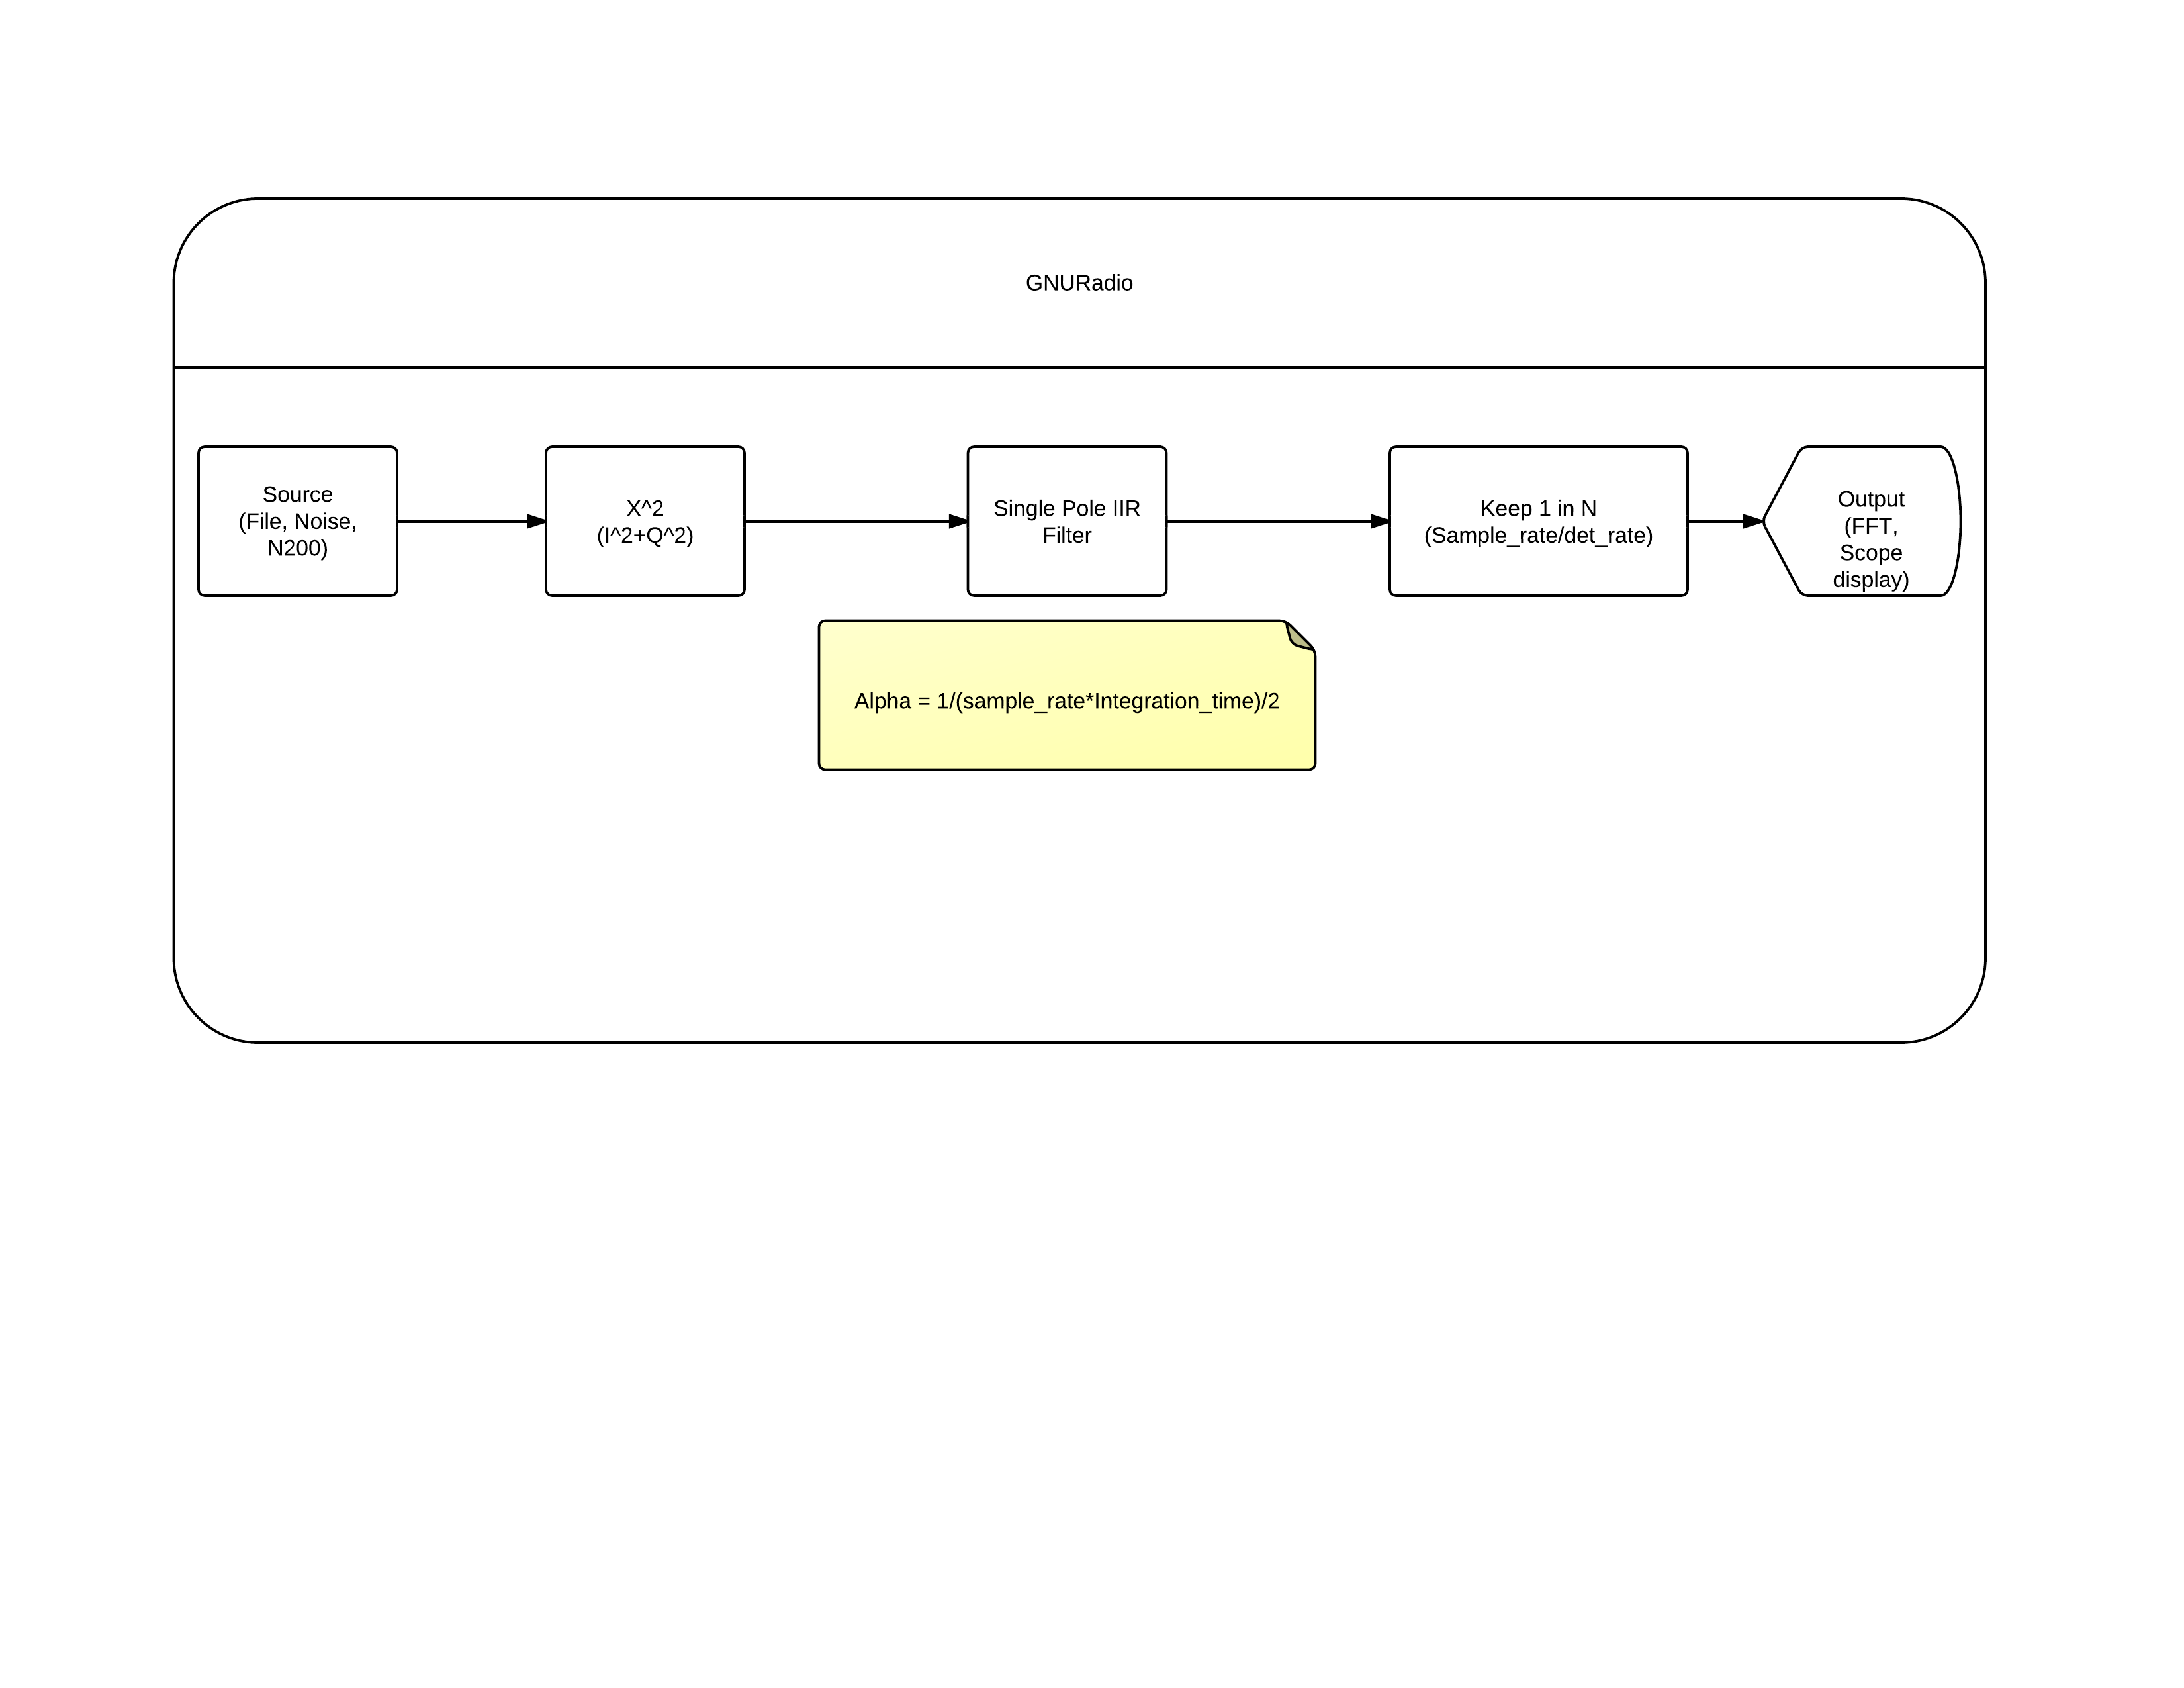 GNURadio
Source
(File, Noise,
N200)
X^2
(I^2+Q^2)
Single Pole IIR
Filter
Keep 1 in N
(Sample_rate/det_rate)
Output
(FFT,
Scope
display)
Alpha = 1/(sample_rate*Integration_time)/2